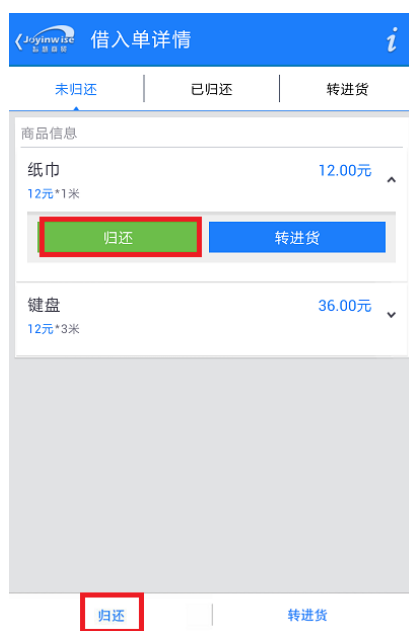 Joyinwise
借入单详情
i
未归还
已归还
转进货
商品信息
纸巾
12.00元
12元*1米
归还
转进货
键盘
36.00元
12元*3米
归还
转进货